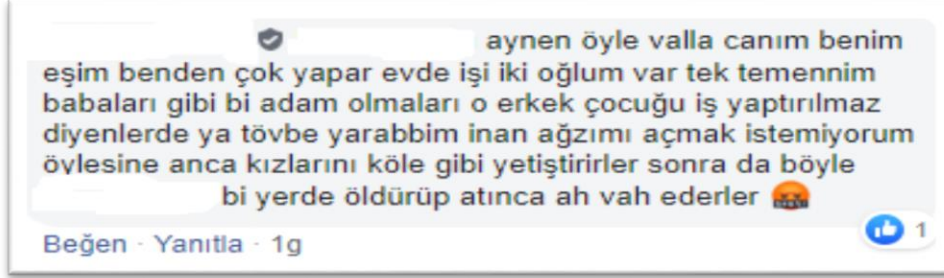 aynen öyle valla canım benim
eşim benden çok yapar evde işi iki oğlum var tek temennim
babaları gibi bi adam olmaları o erkek çocuğu iş yaptırılmaz
diyenlerde ya tövbe yarabbim inan ağzımı açmak istemiyorum
öylesine anca kızlarını köle gibi yetiştirirler sonra da böyle
bi yerde öldürüp atınca ah vah ederler
Beğen · Yanıtla · 1g
1